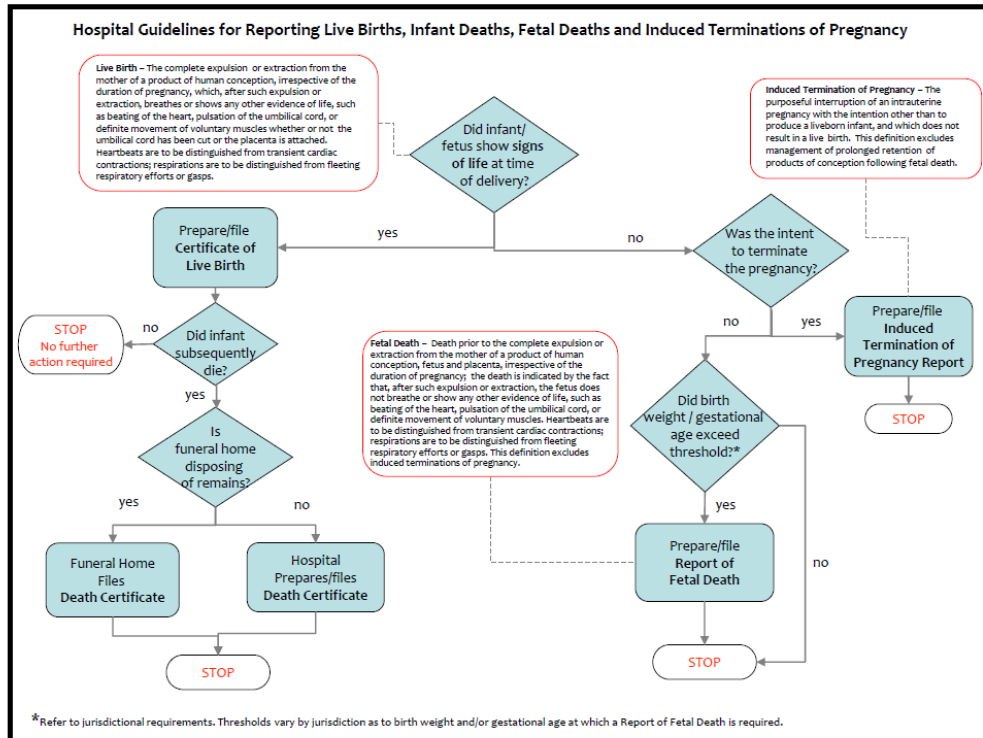 Hospital Guidelines for Reporting Live Births, Infant Deaths, Fetal Deaths and Induced Terminations of Pregnancy
Live Birth – The complete expulsion or extraction from the
mother of a product of human conception, irrespective of the
duration of pregnancy, which, after such expulsion or
extraction, breathes or shows any other evidence of life, such
as beating of the heart, pulsation of the umbilical cord, or
definite movement of voluntary muscles whether or not the
umbilical cord has been cut or the placenta is attached.
Heartbeats are to be distinguished from transient cardiac
contractions; respirations are to be distinguished from fleeting
respiratory efforts or gasps.
Induced Termination of Pregnancy – The
purposeful interruption of an intrauterine
pregnancy with the intention other than to
produce a liveborn infant, and which does not
result in a live birth. This definition excludes
management of prolonged retention of
products of conception following fetal death.
Did infant/
fetus show signs
of life at time
of delivery?
yes
no
Prepare/file
Certificate of
Live Birth
Was the intent
to terminate
the pregnancy?
STOP
No further
action required
no
Did infant
subsequently
die?
yes
no
yes
Prepare/file
Induced
Termination of
Pregnancy Report
STOP
Fetal Death – Death prior to the complete expulsion or
extraction from the mother of a product of human
conception, fetus and placenta, irrespective of the
duration of pregnancy; the death is indicated by the fact
that, after such expulsion or extraction, the fetus does
not breathe or show any other evidence of life, such as
beating of the heart, pulsation of the umbilical cord, or
definite movement of voluntary muscles. Heartbeats are
to be distinguished from transient cardiac contractions;
respirations are to be distinguished from fleeting
respiratory efforts or gasps. This definition excludes
induced terminations of pregnancy.
Did birth
weight / gestational
age exceed
threshold?*
Is
funeral home
disposing
of remains?
yes
no
yes
no
Funeral Home
Files
Death Certificate
Hospital
Prepares/files
Death Certificate
Prepare/file
Report of
Fetal Death
STOP
STOP
*Refer to jurisdictional requirements. Thresholds vary by jurisdiction as to birth weight and/or gestational age at which a Report of Fetal Death is required.